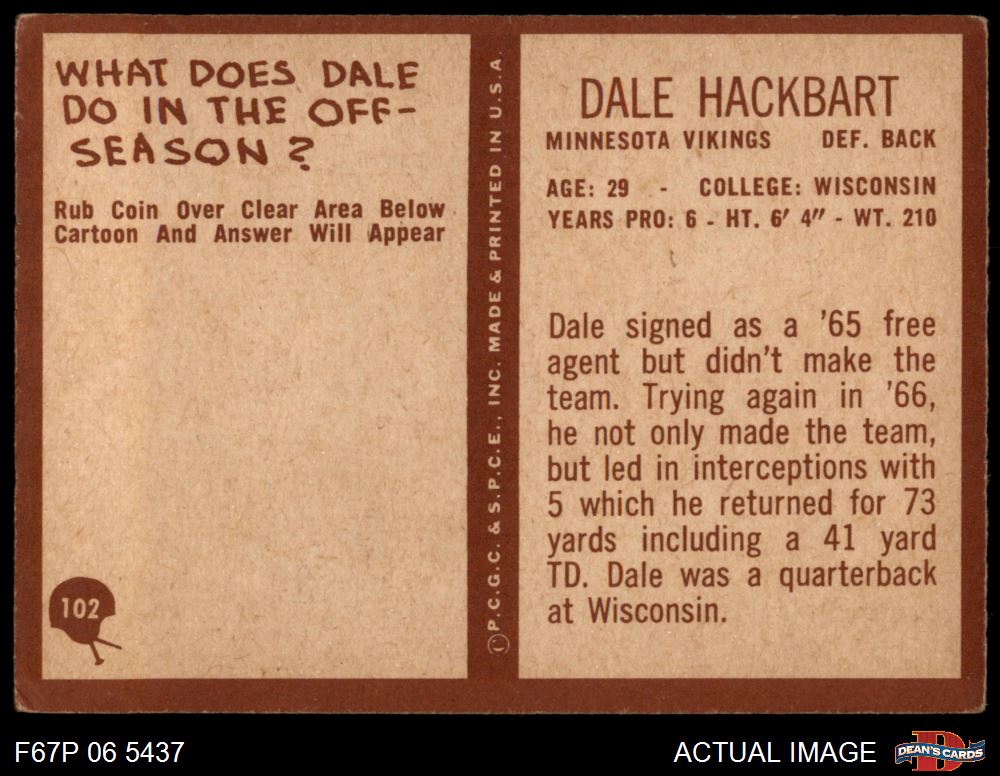 WHAT DOES DALE
DO IN THE OFF-
SEASON?
Rub Coin Over Clear Area Below
Cartoon And Answer Will Appear
102
©P.C.G.C. & S.P.C.E., INC. MADE & PRINTED IN U.S.A.
DALE HACKBART
MINNESOTA VIKINGS DEF. BACK
AGE: 29 - COLLEGE: WISCONSIN
YEARS PRO: 6 - HT. 6' 4" - WT. 210
Dale signed as a '65 free
agent but didn't make the
team. Trying again in '66,
he not only made the team,
but led in interceptions with
5 which he returned for 73
yards including a 41 yard
TD. Dale was a quarterback
at Wisconsin.
F67P 06 5437
ACTUAL IMAGE
D
DEAN'S CARDS